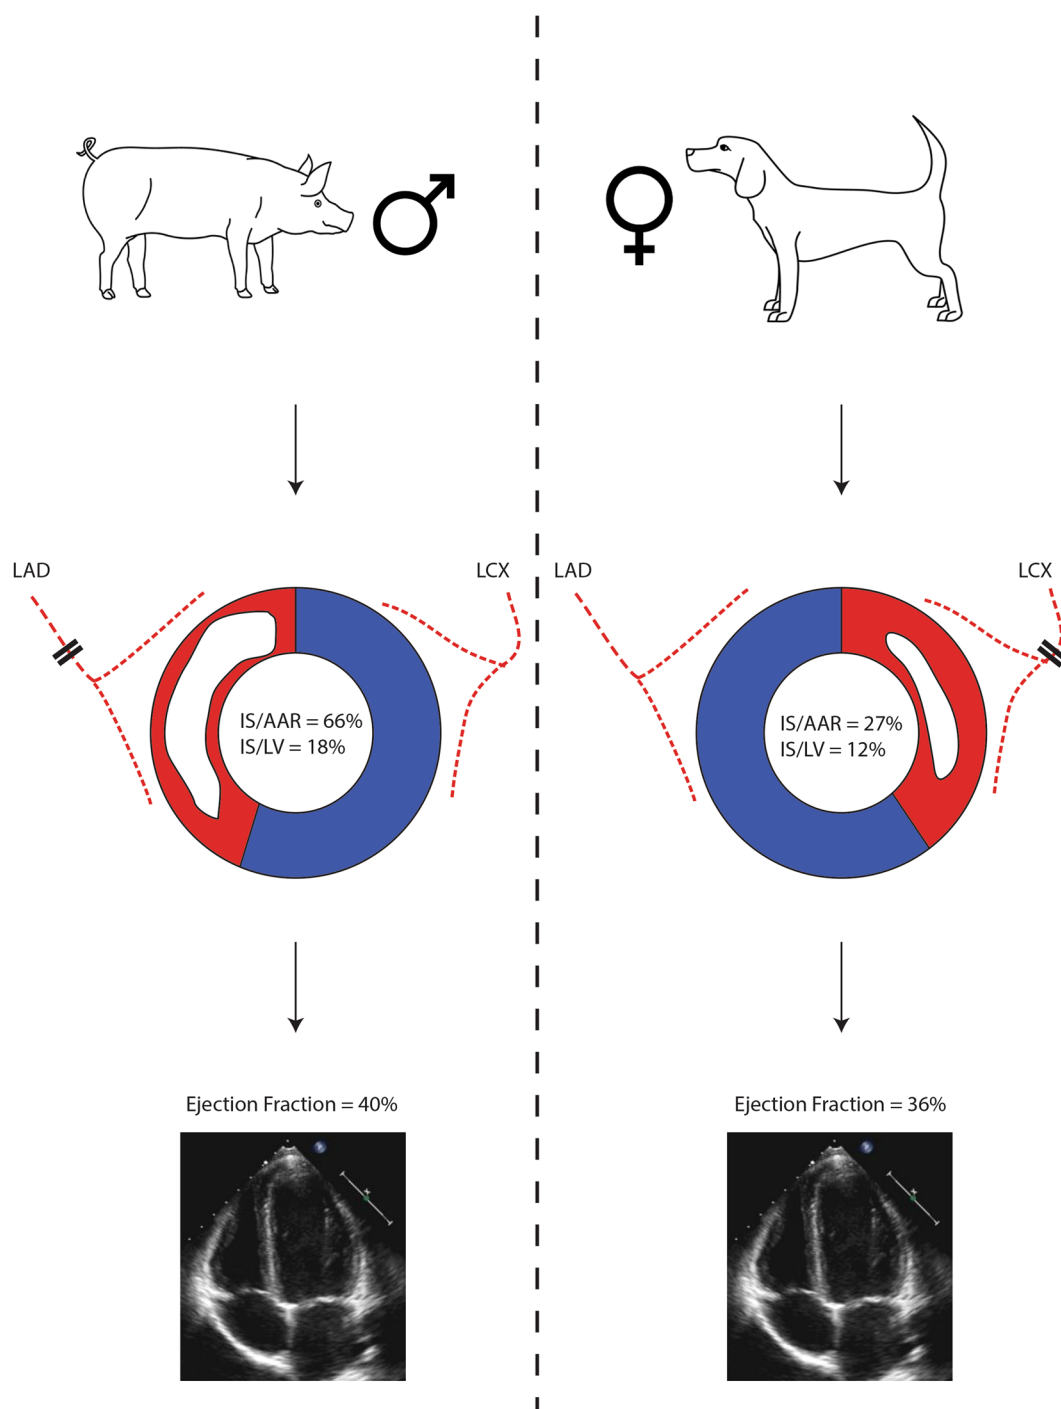 LAD
LCX
IS/AAR = 66%
IS/LV = 18%
Ejection Fraction = 40%
LAD
LCX
IS/AAR = 27%
IS/LV = 12%
Ejection Fraction = 36%